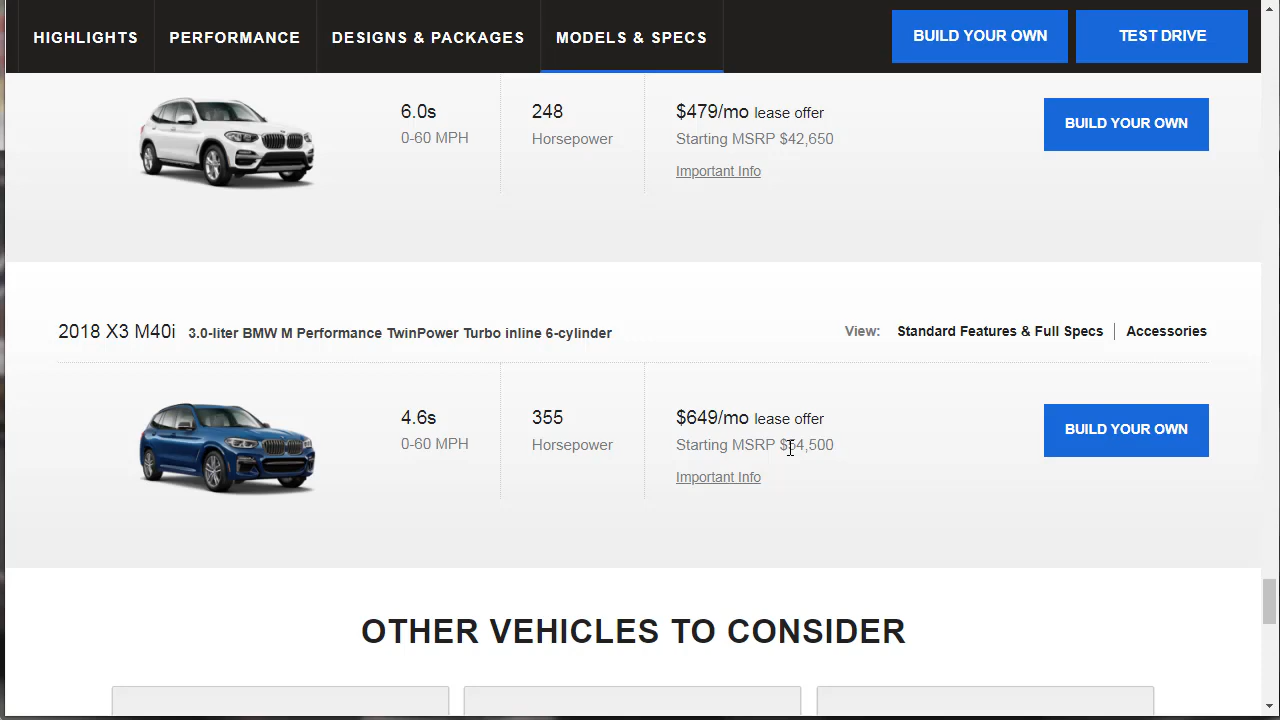 HIGHLIGHTS PERFORMANCE DESIGNS & PACKAGES MODELS & SPECS BUILD YOUR OWN TEST DRIVE
6.0s 248 $479/mo lease offer BUILD YOUR OWN
0-60 MPH Horsepower Starting MSRP $42,650
Important Info
2018 X3 M40i 3.0-liter BMW M Performance TwinPower Turbo inline 6-cylinder View: Standard Features & Full Specs Accessories
4.6s 355 $649/mo lease offer BUILD YOUR OWN
0-60 MPH Horsepower Starting MSRP
Important Info
OTHER VEHICLES TO CONSIDER